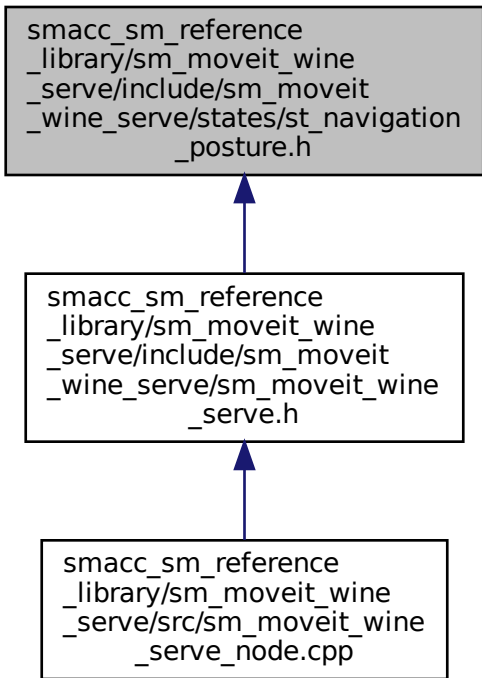 smacc_sm_reference
_library/sm_moveit_wine
_serve/include/sm_moveit
_wine_serve/states/st_navigation
_posture.h
smacc_sm_reference
_library/sm_moveit_wine
_serve/include/sm_moveit
_wine_serve/sm_moveit_wine
_serve.h
smacc_sm_reference
_library/sm_moveit_wine
_serve/src/sm_moveit_wine
_serve_node.cpp